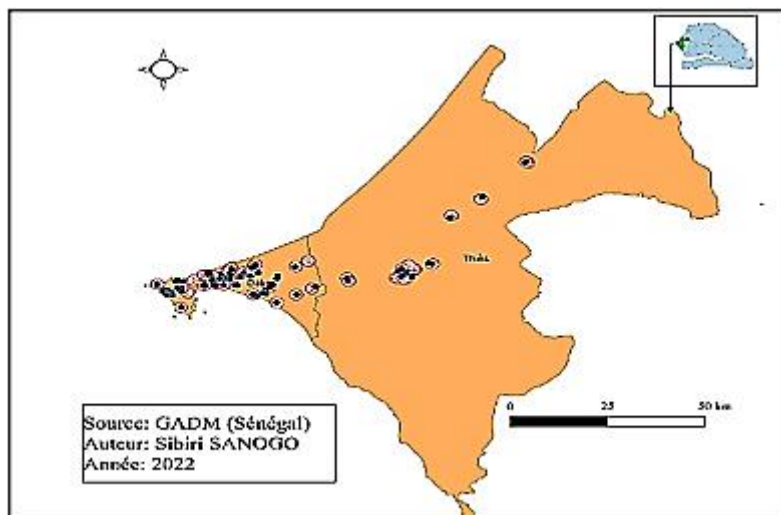 Thiès
0 25 50 km
Source: GADM (Sénégal)
Auteur: Sibiri SANOGO
Année: 2022